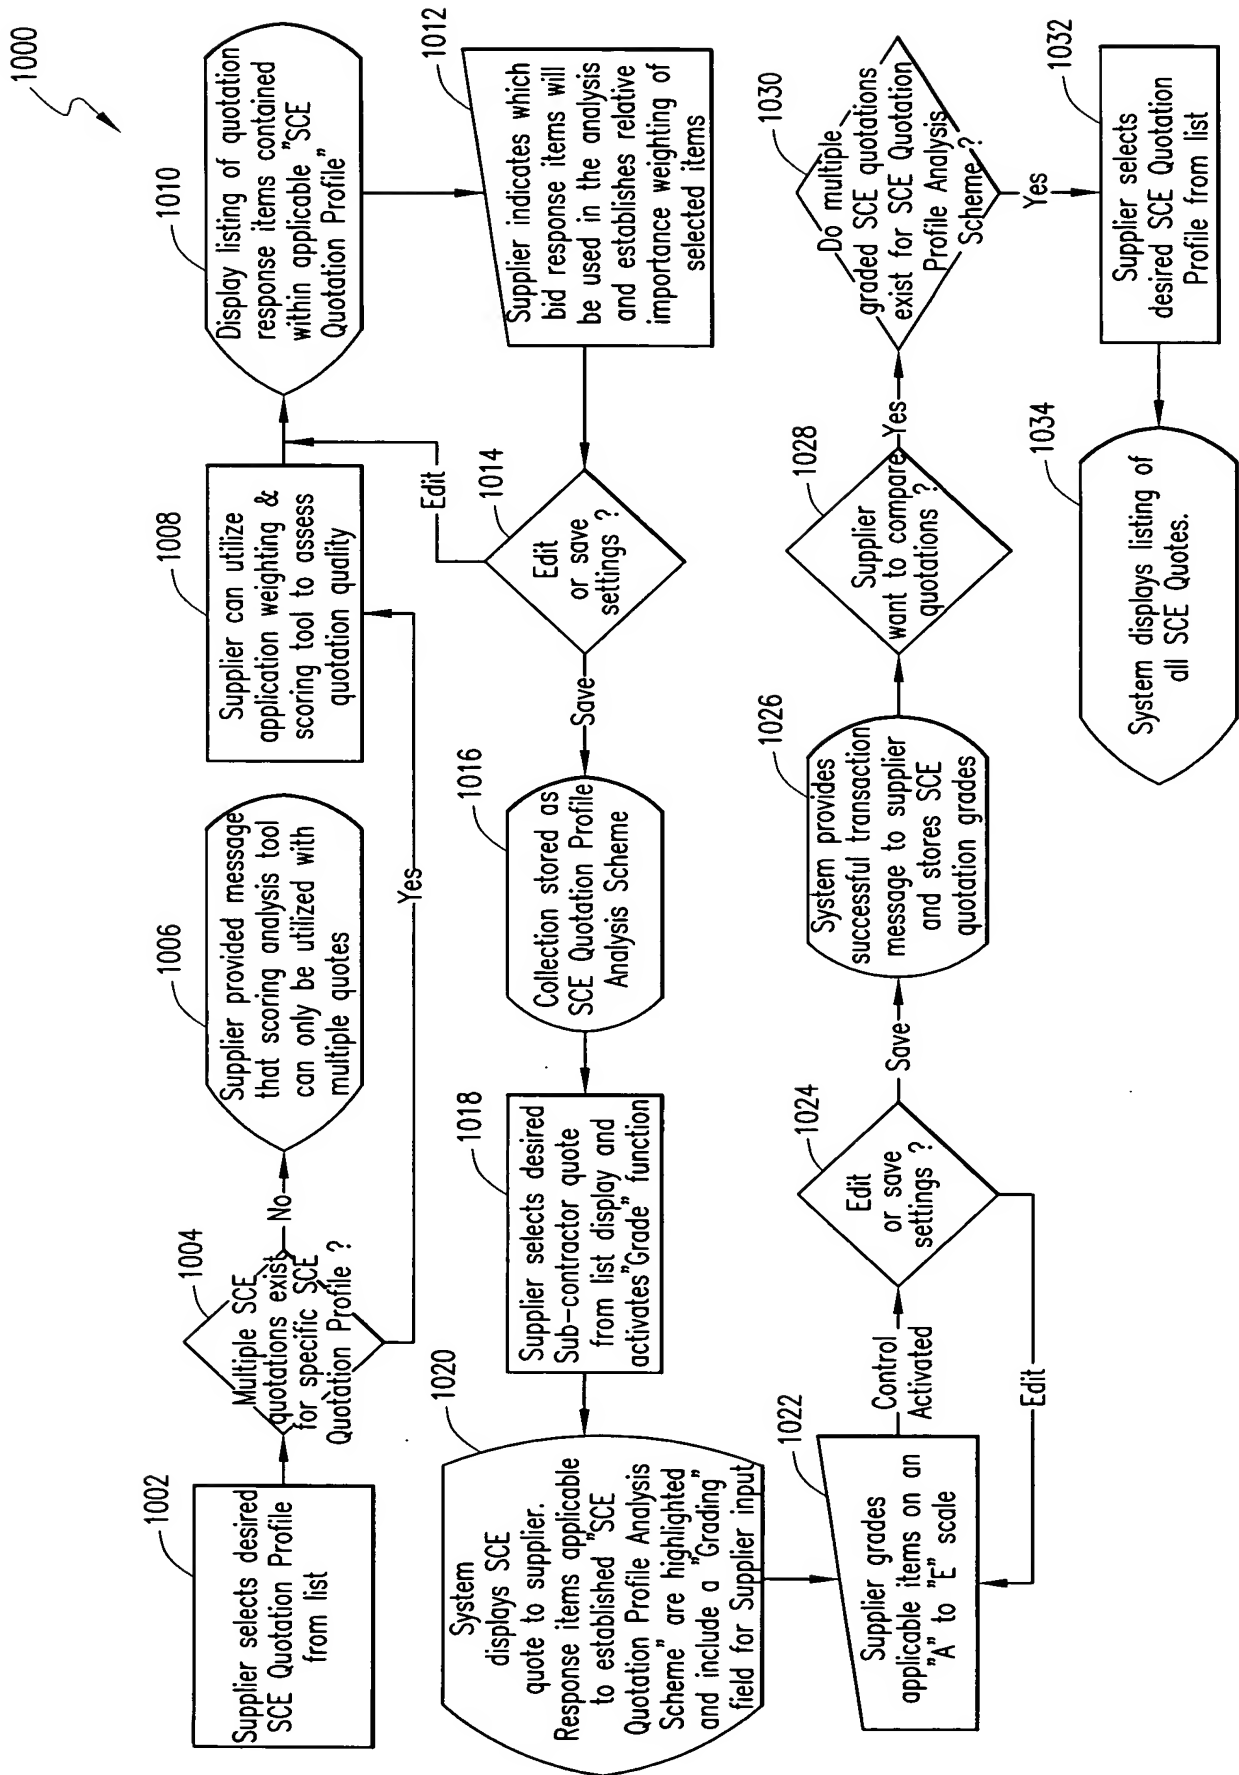 1000
1002
Supplier selects desired
SCE Quotation Profile
from list
1004
Multiple SCE
quotations exist
for specific SCE
Quotation Profile ?
No
Yes
1006
Supplier provided message
that scoring analysis tool
can only be utilized with
multiple quotes
1008
Supplier can utilize
application weighting &
scoring tool to assess
quotation quality
1010
Display listing of quotation
response items contained
within applicable "SCE
Quotation Profile"
1012
Supplier indicates which
bid response items will
be used in the analysis
and establishes relative
importance weighting of
selected items
1014
Edit
or save
settings ?
Edit
Save
1016
Collection stored as
SCE Quotation Profile
Analysis Scheme
1018
Supplier selects desired
Sub-contractor quote
from list display and
activates"Grade" function
1020
System
displays SCE
quote to supplier.
Response items applicable
to established "SCE
Quotation Profile Analysis
Scheme" are highlighted
and include a "Grading"
field for Supplier input
1022
Supplier grades
applicable items on an
"A" to "E" scale
Control
Activated
1024
Edit
or save
settings ?
Edit
Save
1026
System provides
successful transaction
message to supplier
and stores SCE
quotation grades
1028
Supplier
want to compare
quotations ?
Yes
1030
Do multiple
graded SCE quotations
exist for SCE Quotation
Profile Analysis
Scheme ?
Yes
1032
Supplier selects
desired SCE Quotation
Profile from list
1034
System displays listing of
all SCE Quotes.